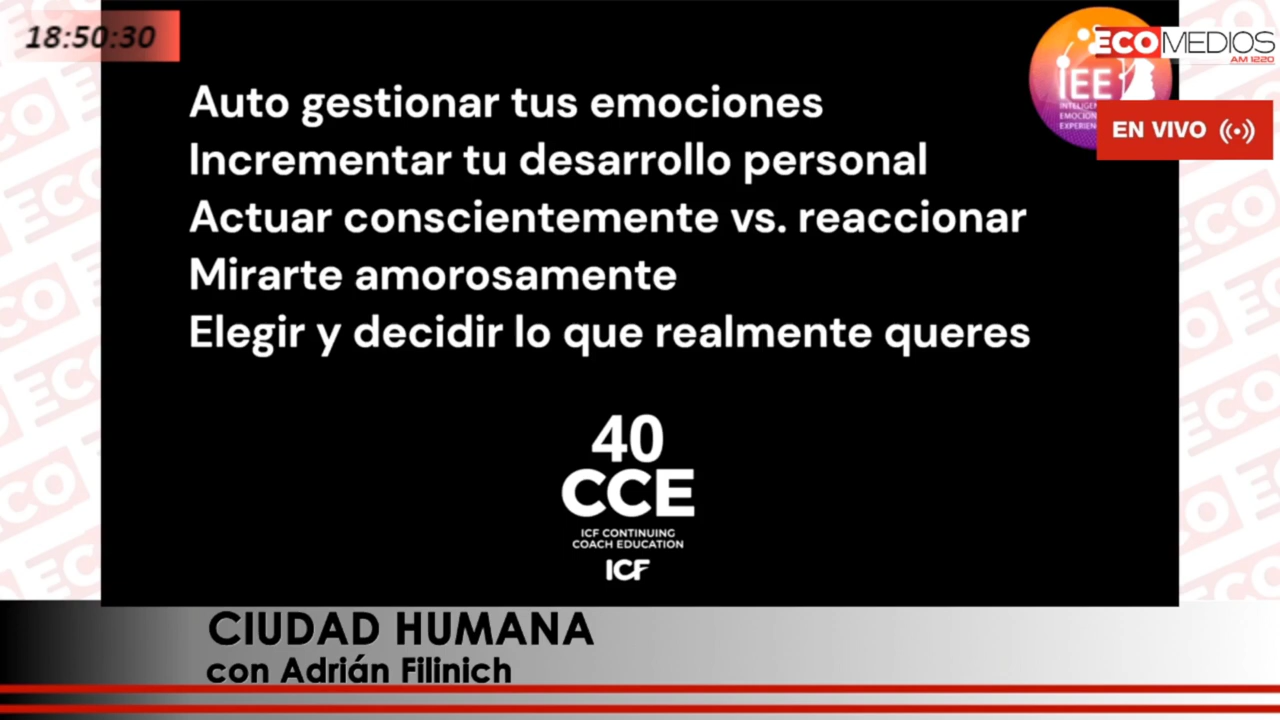 18:50:30
ECOMEDIOS
AM 1220
IEE
EN VIVO
Auto gestionar tus emociones
Incrementar tu desarrollo personal
Actuar conscientemente vs. reaccionar
Mirarte amorosamente
Elegir y decidir lo que realmente queres
40
CCE
ICF CONTINUING
COACH EDUCATION
ICF
CIUDAD HUMANA
con Adrián Filinich